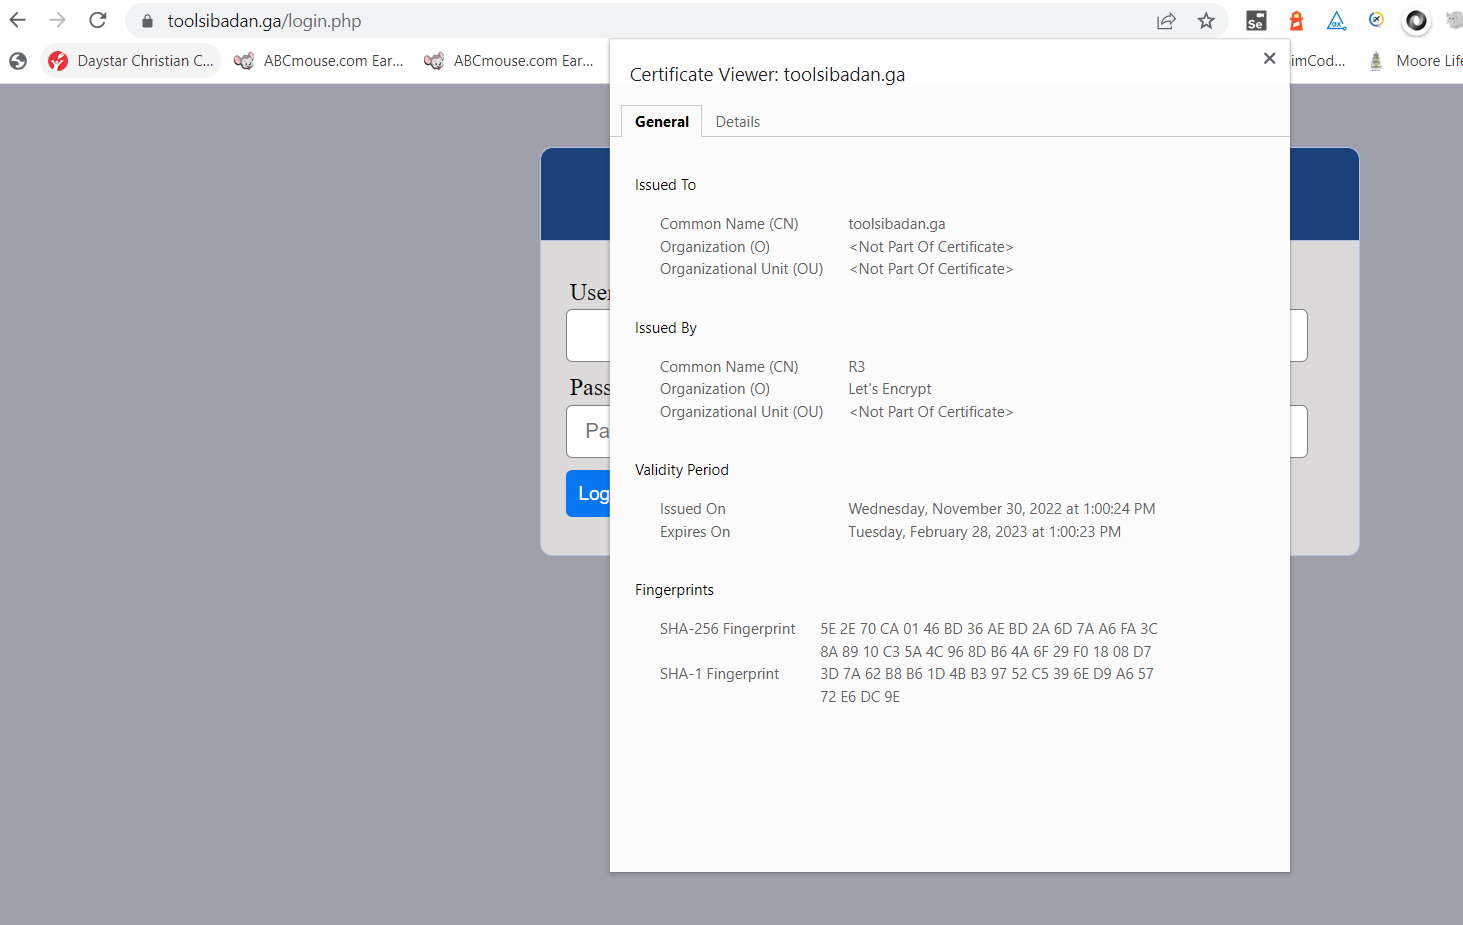 toolsibadan.ga/login.php
Se
ax
Daystar Christian C...
ABCmouse.com Ear...
ABCmouse.com Ear...
imCod...
Moore Life
Certificate Viewer: toolsibadan.ga
General Details
Issued To
Common Name (CN) toolsibadan.ga
Organization (O) <Not Part Of Certificate>
Organizational Unit (OU) <Not Part Of Certificate>
User
Issued By
Common Name (CN) R3
Pass
Organization (O) Let's Encrypt
Organizational Unit (OU) <Not Part Of Certificate>
Pa
Validity Period
Log
Issued On Wednesday, November 30, 2022 at 1:00:24 PM
Expires On Tuesday, February 28, 2023 at 1:00:23 PM
Fingerprints
SHA-256 Fingerprint 5E 2E 70 CA 01 46 BD 36 AE BD 2A 6D 7A A6 FA 3C
8A 89 10 C3 5A 4C 96 8D B6 4A 6F 29 F0 18 08 D7
SHA-1 Fingerprint 3D 7A 62 B8 B6 1D 4B B3 97 52 C5 39 6E D9 A6 57
72 E6 DC 9E